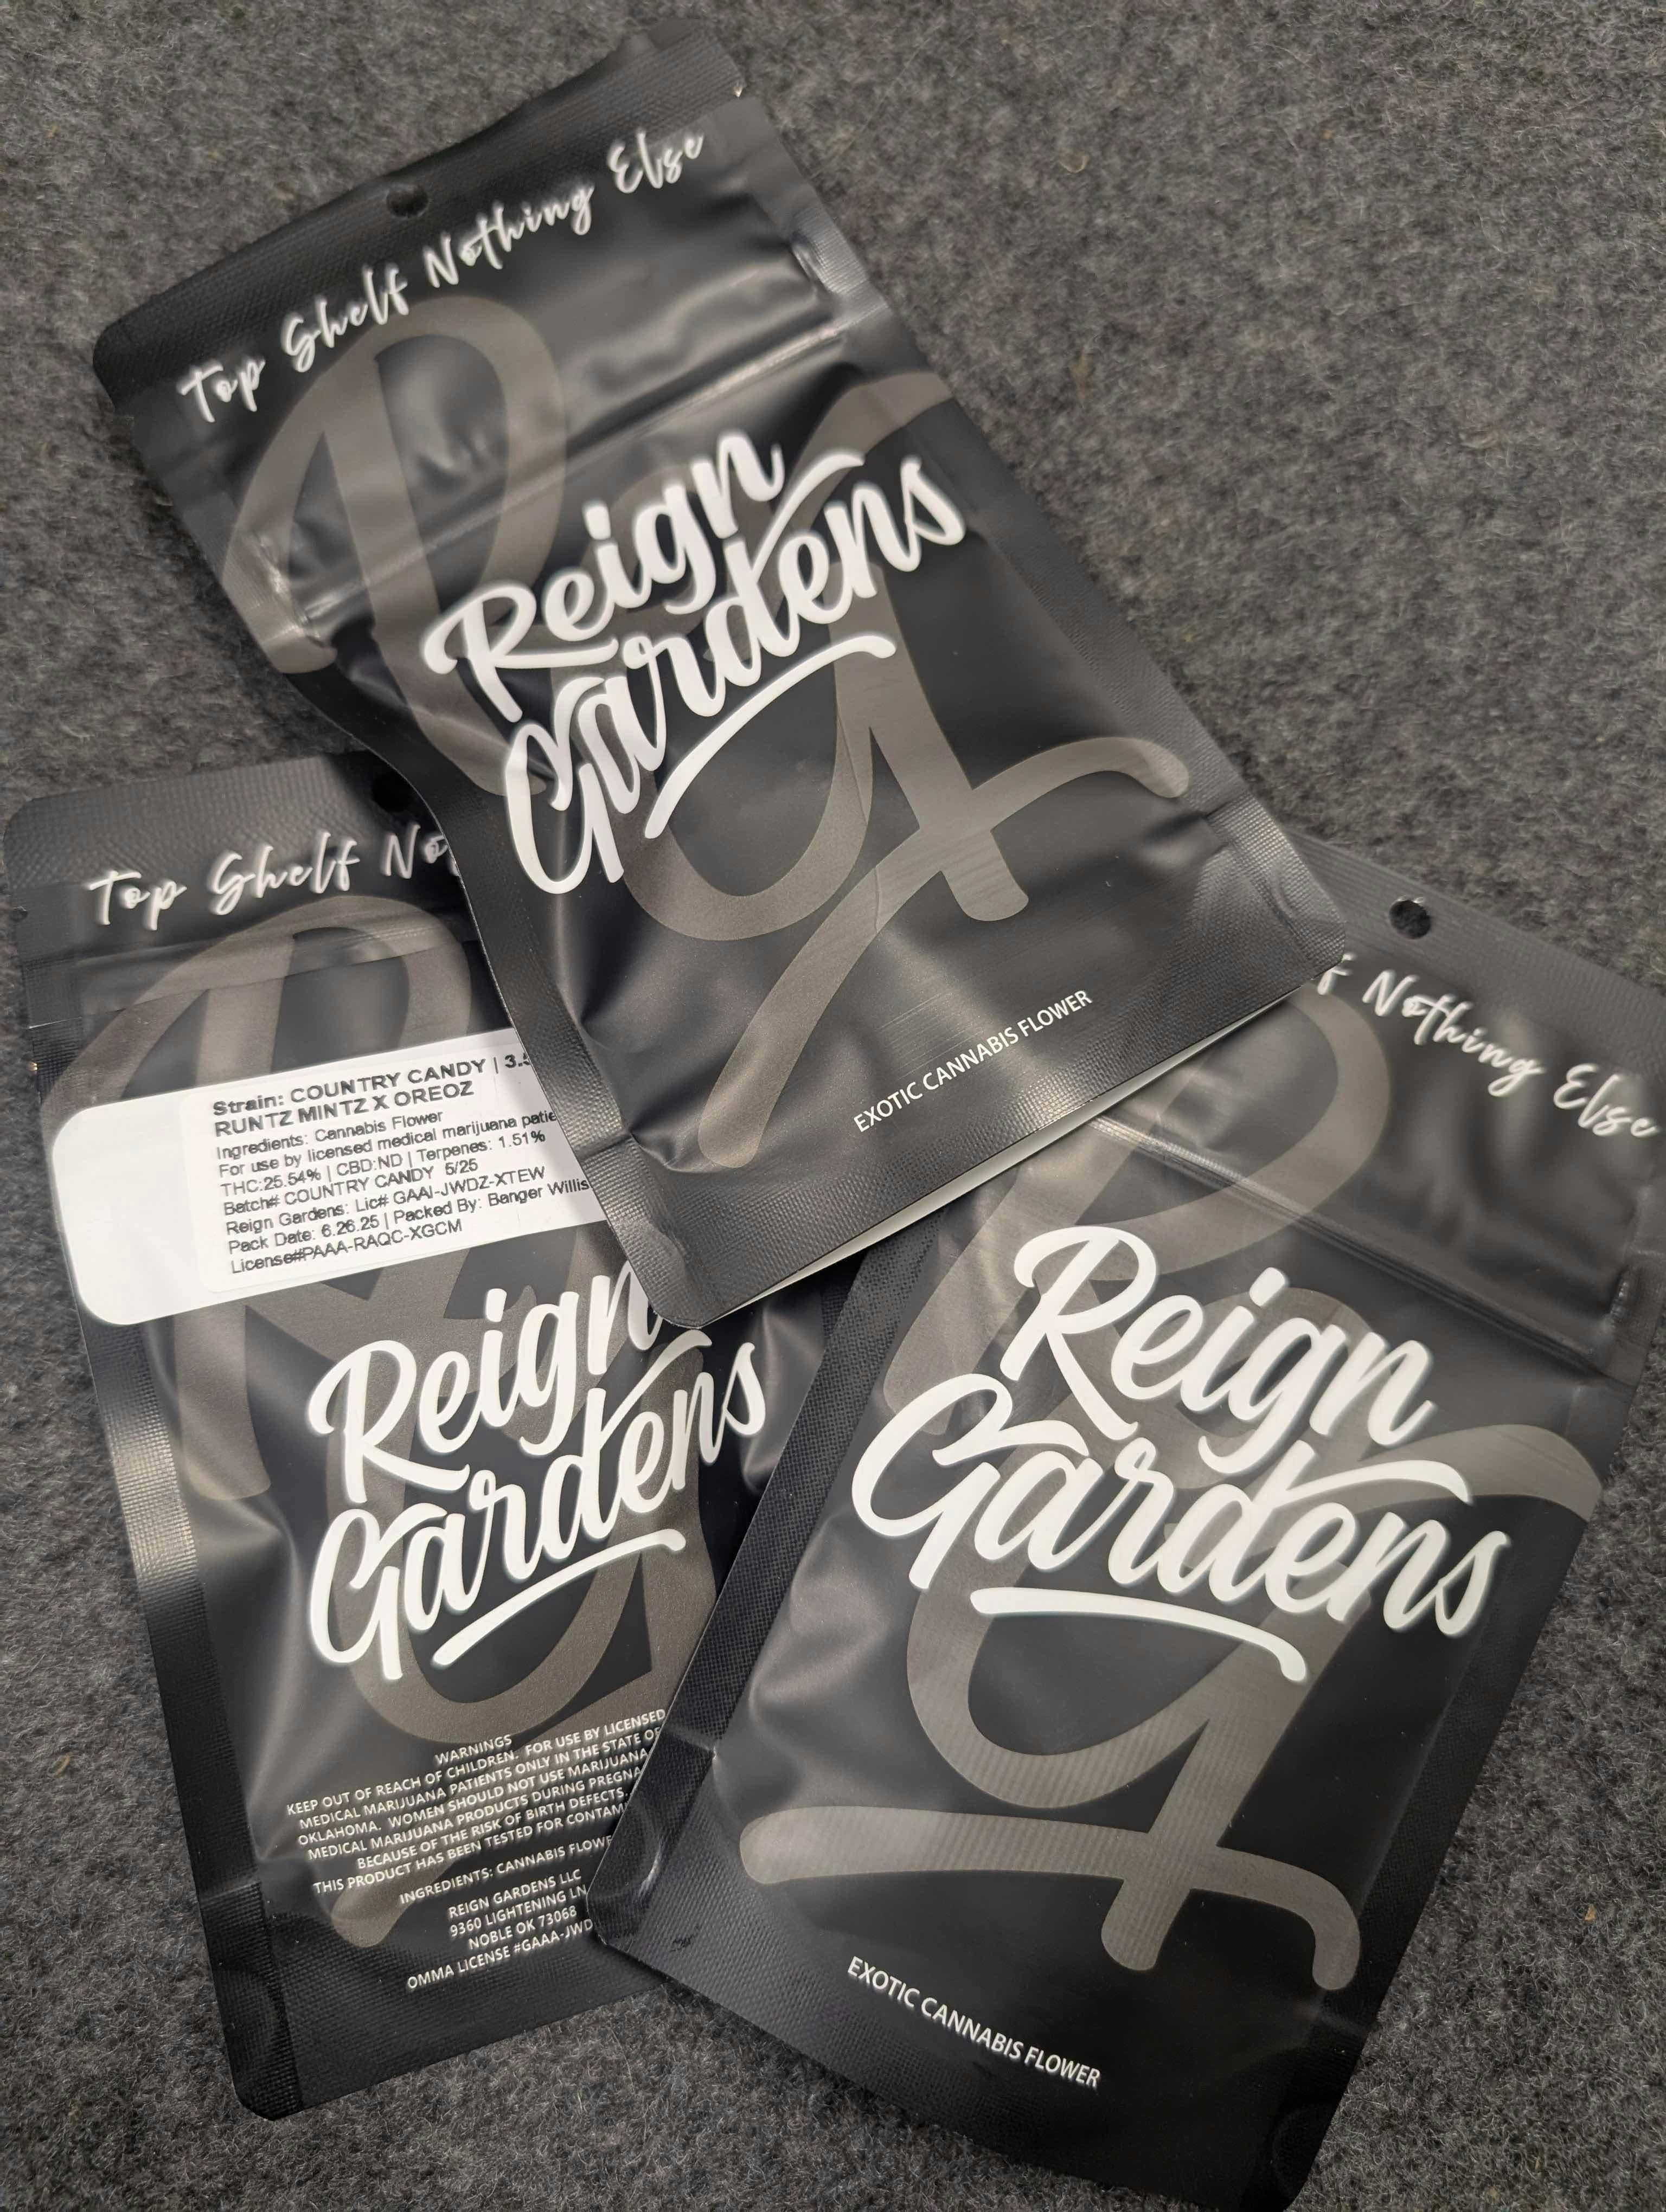 Top Shelf Nothing Else
Reign
Gardens
EXOTIC CANNABIS FLOWER
Top Shelf No
Strain: COUNTRY CANDY | 3.5
RUNTZ MINTZ X OREOZ
Ingredients: Cannabis Flower
For use by licensed medical marijuana patie
THC:25.54% | CBD:ND | Terpenes: 1.51%
Batch# COUNTRY CANDY 5/25
Reign Gardens: Lic# GAAI-JWDZ-XTEW
Pack Date: 6.26.25 | Packed By: Banger Willis
License#PAAA-RAQC-XGCM
Reign
Gardens
WARNINGS
KEEP OUT OF REACH OF CHILDREN. FOR USE BY LICENSED
MEDICAL MARIJUANA PATIENTS ONLY IN THE STATE OF
OKLAHOMA. WOMEN SHOULD NOT USE MARIJUANA
MEDICAL MARIJUANA PRODUCTS DURING PREGNA
BECAUSE OF THE RISK OF BIRTH DEFECTS.
THIS PRODUCT HAS BEEN TESTED FOR CONTAM
INGREDIENTS: CANNABIS FLOWE
REIGN GARDENS LLC
9360 LIGHTENING LN
NOBLE OK 73068
OMMA LICENSE #GAAA-JWD
f Nothing Else
Reign
Gardens
EXOTIC CANNABIS FLOWER